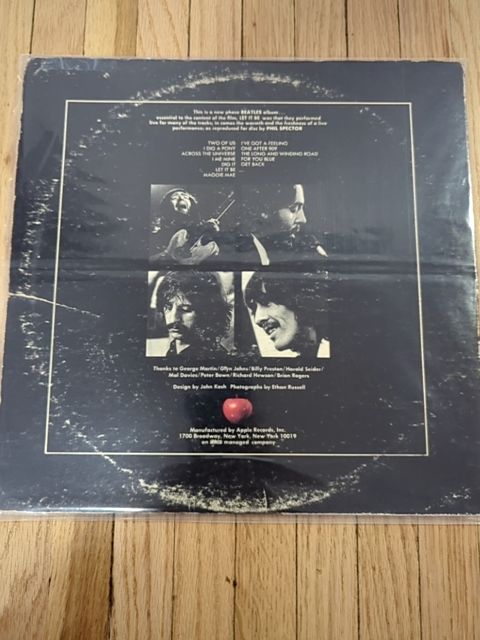 This is a new phase BEATLES album . . .
essential to the content of the film, LET IT BE was that they performed
live for many of the tracks; in comes the warmth and the freshness of a live
performance; as reproduced for disc by PHIL SPECTOR
TWO OF US I'VE GOT A FEELING
I DIG A PONY ONE AFTER 909
ACROSS THE UNIVERSE THE LONG AND WINDING ROAD
I ME MINE FOR YOU BLUE
DIG IT GET BACK
LET IT BE
MAGGIE MAE
Thanks to George Martin/Glyn Johns/Billy Preston/Harold Seider/
Mal Davies/Peter Bown/Richard Hewson/Brian Rogers
Design by John Kosh Photographs by Ethan Russell
Manufactured by Apple Records, Inc.
1700 Broadway, New York, New York 10019
an abkco managed company